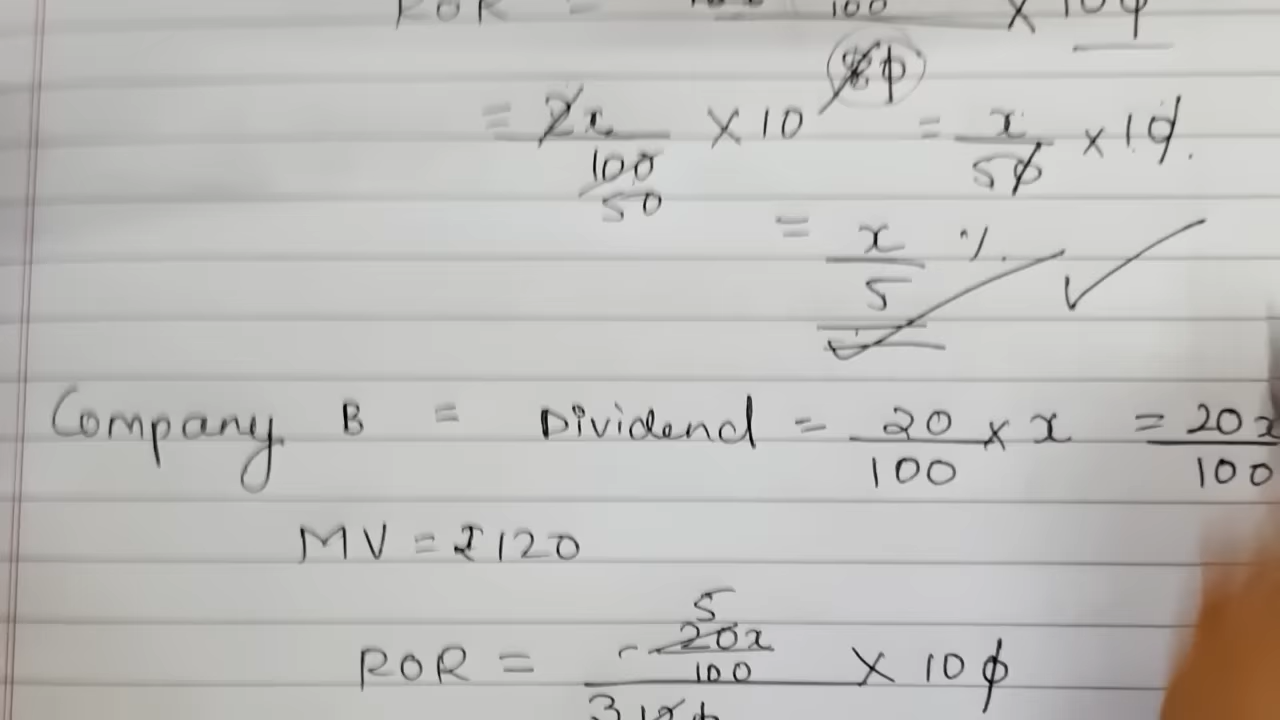 ROR = 100 × 100
= 2x/100 × 10 = x/50 × 10.
50
= x/5 %.
Company B = Dividend = 20/100 × x = 20x/100
MV = ₹120
5
ROR = 20x/100 × 100
3